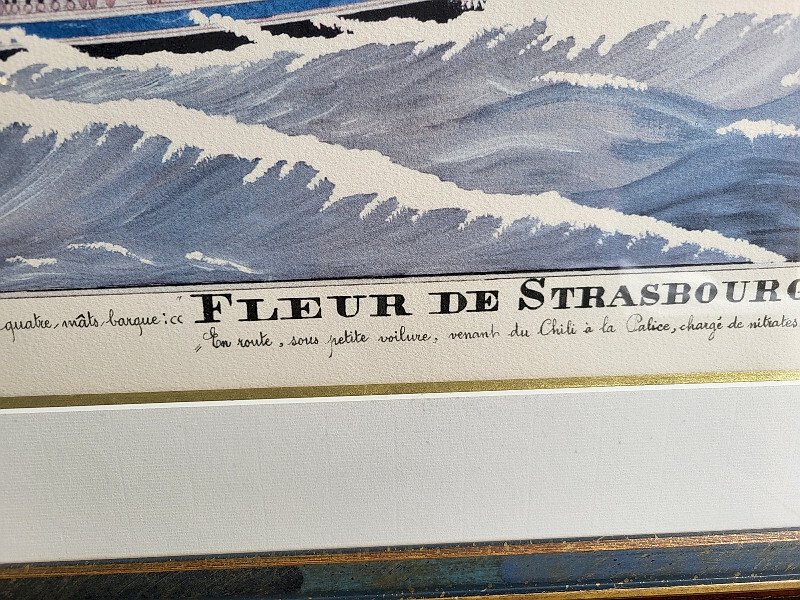 quatre, mâts, barque : « FLEUR DE STRASBOURG
" En route, sous petite voilure, venant du Chili à la Palice, chargé de nitrates